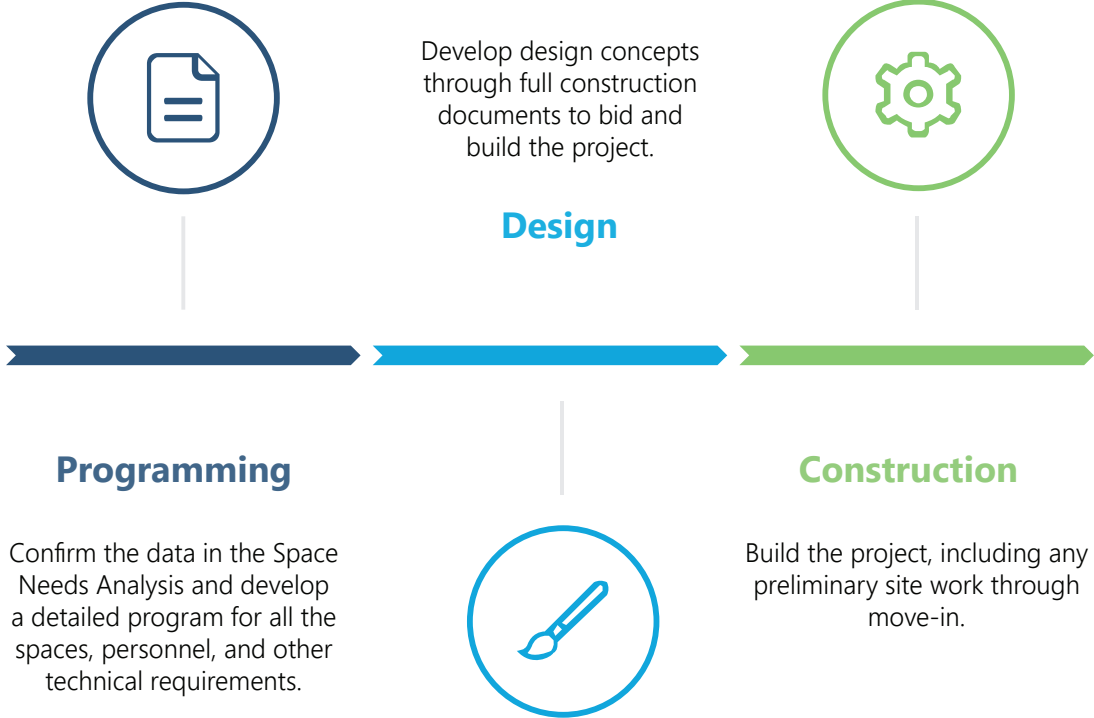 Programming
Confirm the data in the Space
Needs Analysis and develop
a detailed program for all the
spaces, personnel, and other
technical requirements.
Develop design concepts
through full construction
documents to bid and
build the project.
Design
Construction
Build the project, including any
preliminary site work through
move-in.